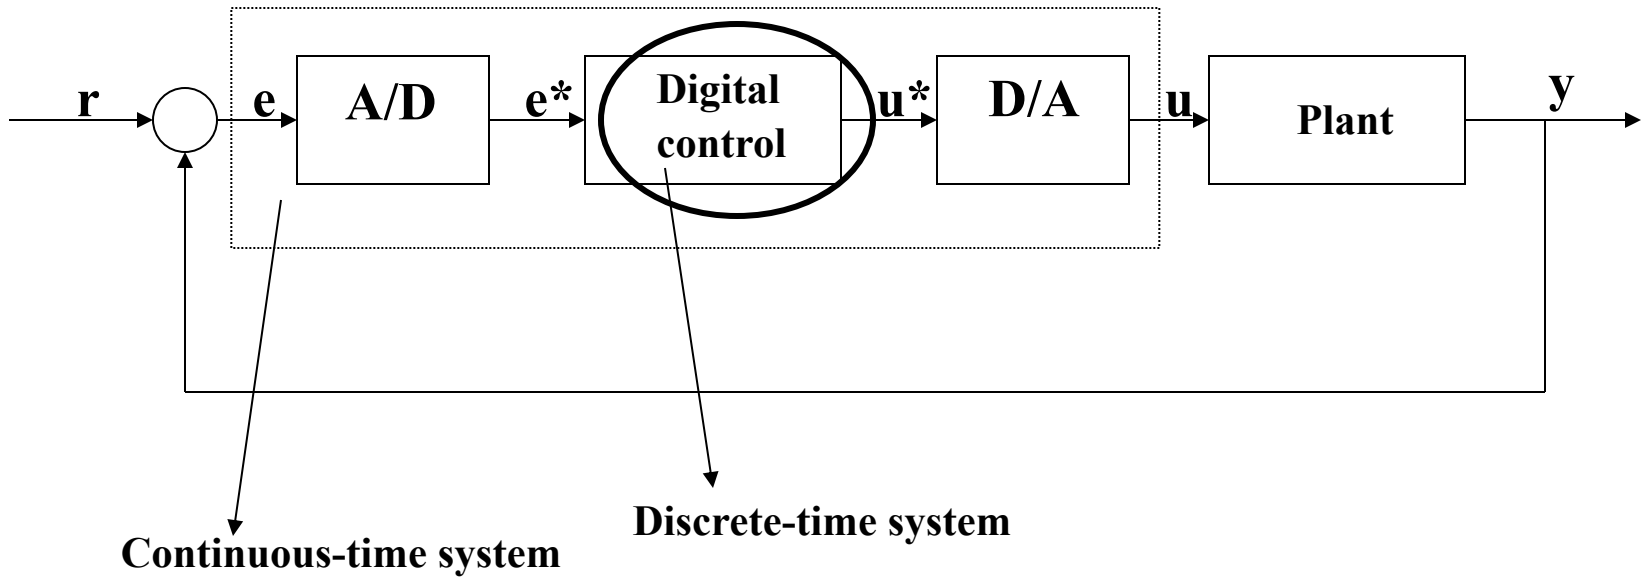 r
e
A/D
e*
Digital
control
u*
D/A
u
Plant
y
Discrete-time system
Continuous-time system